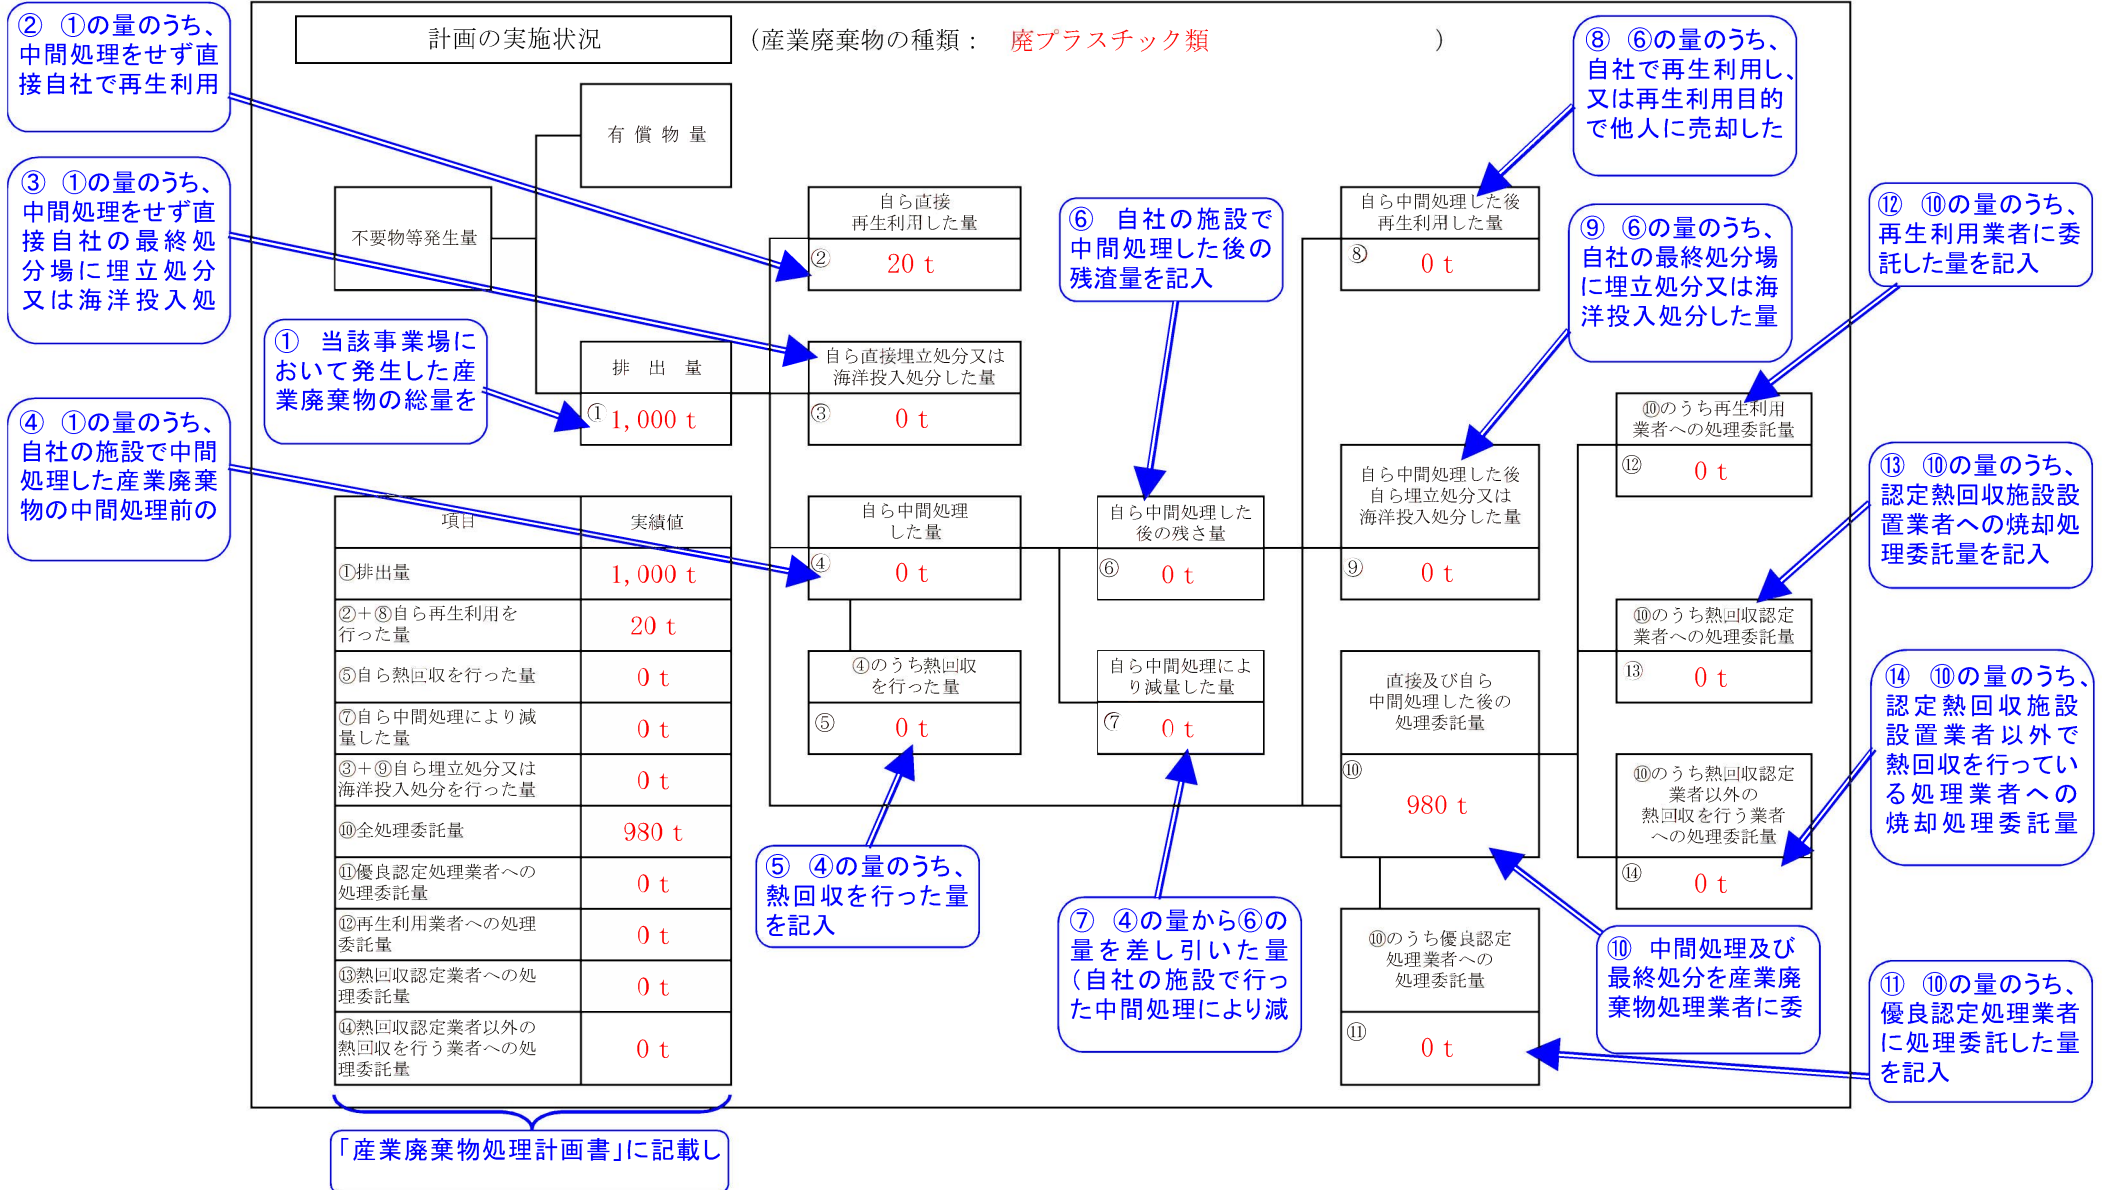 計画の実施状況
（産業廃棄物の種類： 廃プラスチック類 ）
② ①の量のうち、
中間処理をせず直
接自社で再生利用
③ ①の量のうち、
中間処理をせず直
接自社の最終処
分場に埋立処分
又は海洋投入処
① 当該事業場に
おいて発生した産
業廃棄物の総量を
④ ①の量のうち、
自社の施設で中間
処理した産業廃棄
物の中間処理前の
有償物量
不要物等発生量
排出量
① 1,000 t
自ら直接
再生利用した量
② 20 t
自ら直接埋立処分又は
海洋投入処分した量
③ 0 t
自ら中間処理
した量
④ 0 t
④のうち熱回収
を行った量
⑤ 0 t
⑥ 自社の施設で
中間処理した後の
残渣量を記入
自ら中間処理した
後の残さ量
⑥ 0 t
自ら中間処理によ
り減量した量
⑦ 0 t
⑤ ④の量のうち、
熱回収を行った量
を記入
⑦ ④の量から⑥の
量を差し引いた量
（自社の施設で行っ
た中間処理により減
⑧ ⑥の量のうち、
自社で再生利用し、
又は再生利用目的
で他人に売却した
自ら中間処理した後
再生利用した量
⑧ 0 t
⑨ ⑥の量のうち、
自社の最終処分場
に埋立処分又は海
洋投入処分した量
自ら中間処理した後
自ら埋立処分又は
海洋投入処分した量
⑨ 0 t
直接及び自ら
中間処理した後の
処理委託量
⑩ 980 t
⑩のうち優良認定
処理業者への
処理委託量
⑪ 0 t
⑩ 中間処理及び
最終処分を産業廃
棄物処理業者に委
⑫ ⑩の量のうち、
再生利用業者に委
託した量を記入
⑩のうち再生利用
業者への処理委託量
⑫ 0 t
⑬ ⑩の量のうち、
認定熱回収施設設
置業者への焼却処
理委託量を記入
⑩のうち熱回収認定
業者への処理委託量
⑬ 0 t
⑭ ⑩の量のうち、
認定熱回収施設
設置業者以外で
熱回収を行ってい
る処理業者への
焼却処理委託量
⑩のうち熱回収認定
業者以外の
熱回収を行う業者
への処理委託量
⑭ 0 t
⑪ ⑩の量のうち、
優良認定処理業者
に処理委託した量
を記入
項目 実績値
①排出量 1,000 t
②＋⑧自ら再生利用を
行った量 20 t
⑤自ら熱回収を行った量 0 t
⑦自ら中間処理により減
量した量 0 t
③＋⑨自ら埋立処分又は
海洋投入処分を行った量 0 t
⑩全処理委託量 980 t
⑪優良認定処理業者への
処理委託量 0 t
⑫再生利用業者への処理
委託量 0 t
⑬熱回収認定業者への処
理委託量 0 t
⑭熱回収認定業者以外の
熱回収を行う業者への処
理委託量 0 t
「産業廃棄物処理計画書」に記載し